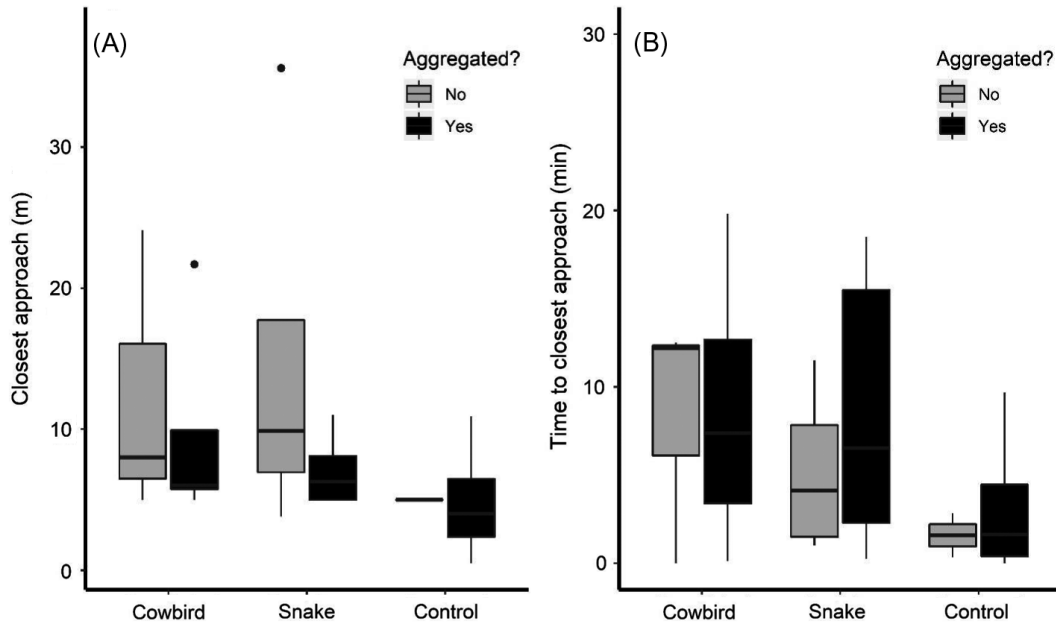 (A)
Aggregated?
No
Yes
Closest approach (m)
30
20
10
0
Cowbird
Snake
Control
(B)
Aggregated?
No
Yes
Time to closest approach (min)
30
20
10
0
Cowbird
Snake
Control